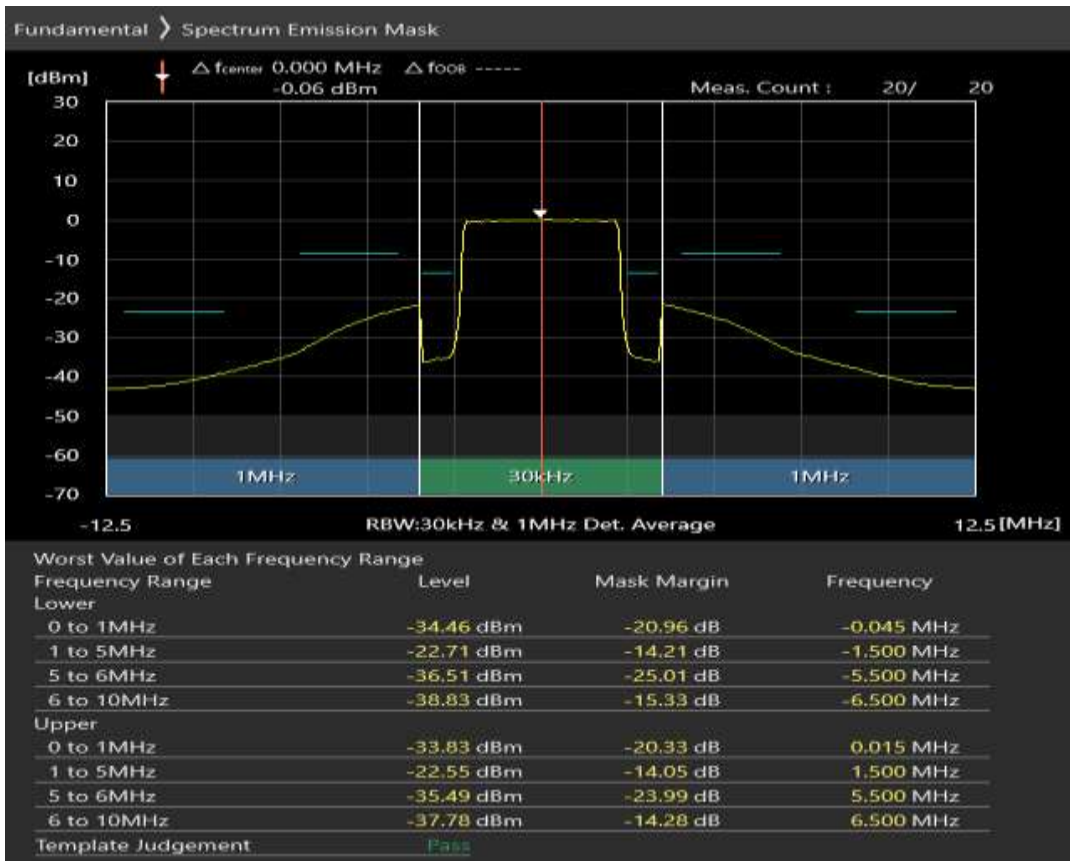 Fundamental ❭ Spectrum Emission Mask
[dBm] △ fcenter 0.000 MHz △ fOOB -----
-0.06 dBm Meas. Count : 20/ 20
30
20
10
0
-10
-20
-30
-40
-50
-60
1MHz 30kHz 1MHz
-70
-12.5 RBW:30kHz & 1MHz Det. Average 12.5 [MHz]
Worst Value of Each Frequency Range
Frequency Range Level Mask Margin Frequency
Lower
0 to 1MHz -34.46 dBm -20.96 dB -0.045 MHz
1 to 5MHz -22.71 dBm -14.21 dB -1.500 MHz
5 to 6MHz -36.51 dBm -25.01 dB -5.500 MHz
6 to 10MHz -38.83 dBm -15.33 dB -6.500 MHz
Upper
0 to 1MHz -33.83 dBm -20.33 dB 0.015 MHz
1 to 5MHz -22.55 dBm -14.05 dB 1.500 MHz
5 to 6MHz -35.49 dBm -23.99 dB 5.500 MHz
6 to 10MHz -37.78 dBm -14.28 dB 6.500 MHz
Template Judgement Pass